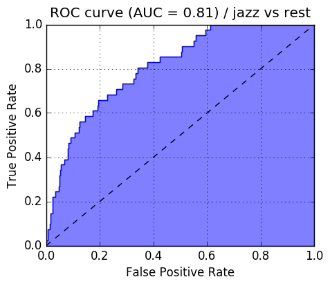 ROC curve (AUC = 0.81) / jazz vs rest
1.0
0.8
0.6
0.4
0.2
0.0
True Positive Rate
0.0 0.2 0.4 0.6 0.8 1.0
False Positive Rate